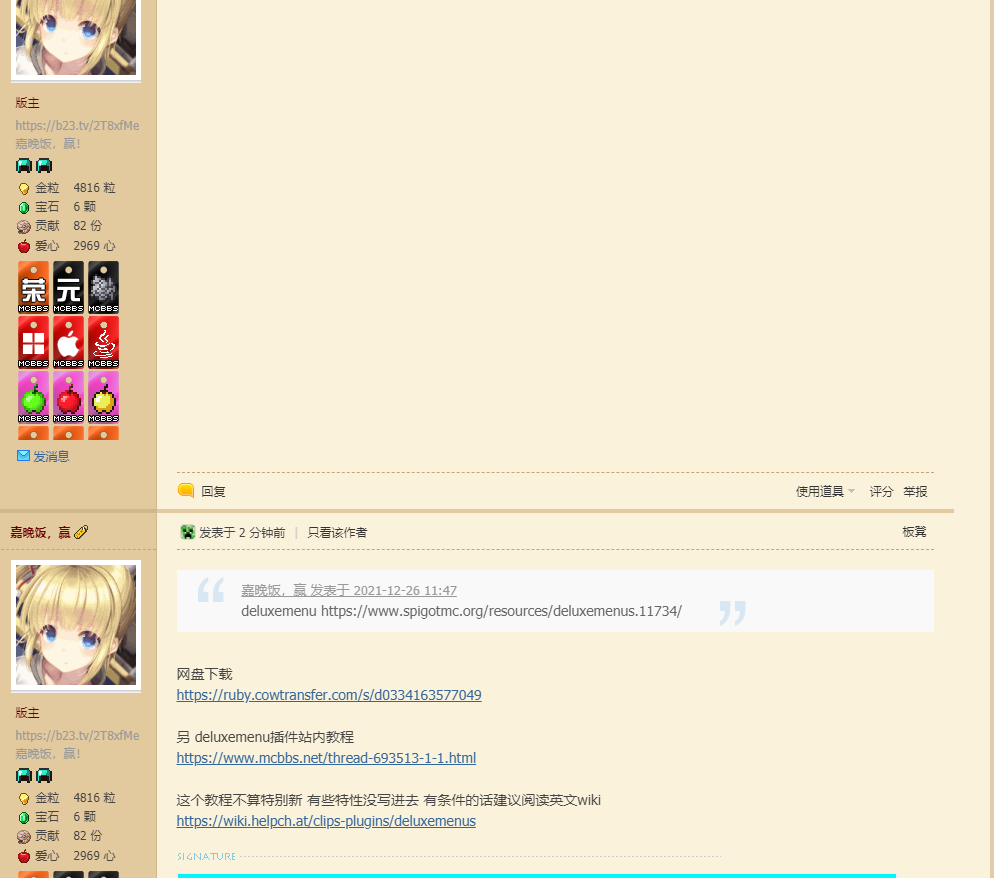 版主
https://b23.tv/2T8xfMe
嘉晚饭，赢！
金粒 4816 粒
宝石 6 颗
贡献 82 份
爱心 2969 心
荣 元
MCBBS MCBBS MCBBS
MCBBS MCBBS MCBBS
MCBBS MCBBS MCBBS
发消息
回复 使用道具 评分 举报
嘉晚饭，赢 发表于 2 分钟前 | 只看该作者 板凳
嘉晚饭，赢 发表于 2021-12-26 11:47
deluxemenu https://www.spigotmc.org/resources/deluxemenus.11734/
网盘下载
https://ruby.cowtransfer.com/s/d0334163577049
另 deluxemenu插件站内教程
https://www.mcbbs.net/thread-693513-1-1.html
这个教程不算特别新 有些特性没写进去 有条件的话建议阅读英文wiki
https://wiki.helpch.at/clips-plugins/deluxemenus
SIGNATURE
版主
https://b23.tv/2T8xfMe
嘉晚饭，赢！
金粒 4816 粒
宝石 6 颗
贡献 82 份
爱心 2969 心